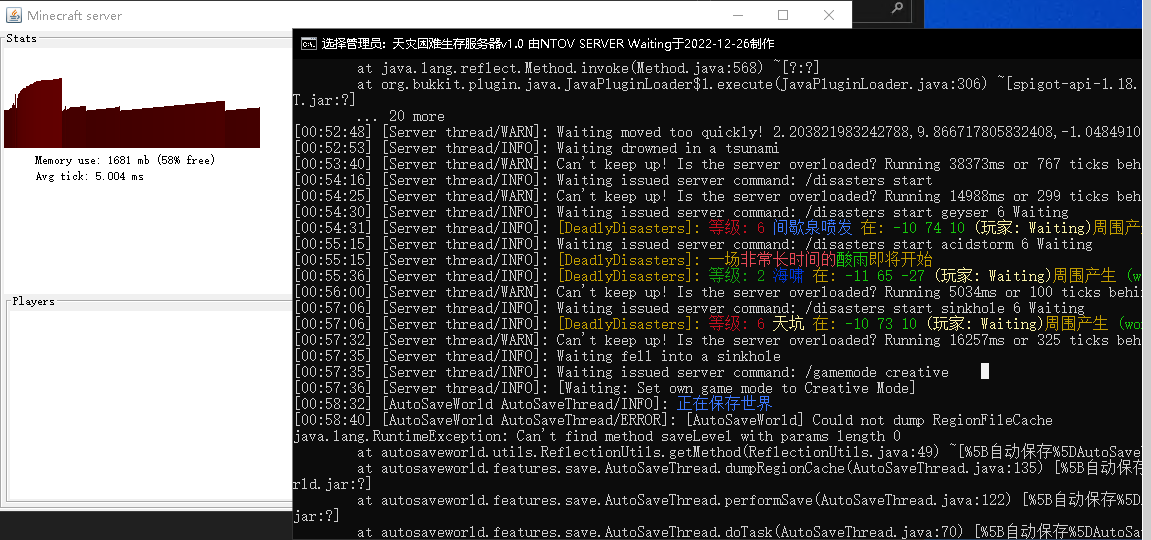 Minecraft server
Stats
Memory use: 1681 mb (58% free)
Avg tick: 5.004 ms
Players
选择管理员: 天灾困难生存服务器v1.0 由NTOV SERVER Waiting于2022-12-26制作
at java.lang.reflect.Method.invoke(Method.java:568) ~[?:?]
at org.bukkit.plugin.java.JavaPluginLoader$1.execute(JavaPluginLoader.java:306) ~[spigot-api-1.18.
T.jar:?]
... 20 more
[00:52:48] [Server thread/WARN]: Waiting moved too quickly! 2.203821983242788,9.866717805832408,-1.0484910
[00:52:53] [Server thread/INFO]: Waiting drowned in a tsunami
[00:53:40] [Server thread/WARN]: Can't keep up! Is the server overloaded? Running 38373ms or 767 ticks beh
[00:54:16] [Server thread/INFO]: Waiting issued server command: /disasters start
[00:54:25] [Server thread/WARN]: Can't keep up! Is the server overloaded? Running 14988ms or 299 ticks beh
[00:54:30] [Server thread/INFO]: Waiting issued server command: /disasters start geyser 6 Waiting
[00:54:31] [Server thread/INFO]: [DeadlyDisasters]: 等级: 6 间歇泉喷发 在: -10 74 10 (玩家: Waiting)周围产生
[00:55:15] [Server thread/INFO]: Waiting issued server command: /disasters start acidstorm 6 Waiting
[00:55:15] [Server thread/INFO]: [DeadlyDisasters]: 一场非常长时间的酸雨即将开始
[00:55:36] [Server thread/INFO]: [DeadlyDisasters]: 等级: 2 海啸 在: -11 65 -27 (玩家: Waiting)周围产生 (w
[00:56:00] [Server thread/WARN]: Can't keep up! Is the server overloaded? Running 5034ms or 100 ticks behi
[00:57:06] [Server thread/INFO]: Waiting issued server command: /disasters start sinkhole 6 Waiting
[00:57:06] [Server thread/INFO]: [DeadlyDisasters]: 等级: 6 天坑 在: -10 73 10 (玩家: Waiting)周围产生 (wo
[00:57:32] [Server thread/WARN]: Can't keep up! Is the server overloaded? Running 16257ms or 325 ticks beh
[00:57:35] [Server thread/INFO]: Waiting fell into a sinkhole
[00:57:35] [Server thread/INFO]: Waiting issued server command: /gamemode creative
[00:57:36] [Server thread/INFO]: [Waiting: Set own game mode to Creative Mode]
[00:58:32] [AutoSaveWorld AutoSaveThread/INFO]: 正在保存世界
[00:58:40] [AutoSaveWorld AutoSaveThread/ERROR]: [AutoSaveWorld] Could not dump RegionFileCache
java.lang.RuntimeException: Can't find method saveLevel with params length 0
at autosaveworld.utils.ReflectionUtils.getMethod(ReflectionUtils.java:49) ~[%5B自动保存%5DAutoSave
at autosaveworld.features.save.AutoSaveThread.dumpRegionCache(AutoSaveThread.java:135) [%5B自动保存
rld.jar:?]
at autosaveworld.features.save.AutoSaveThread.performSave(AutoSaveThread.java:122) [%5B自动保存%5D
jar:?]
at autosaveworld.features.save.AutoSaveThread.doTask(AutoSaveThread.java:70) [%5B自动保存%5DAutoSa